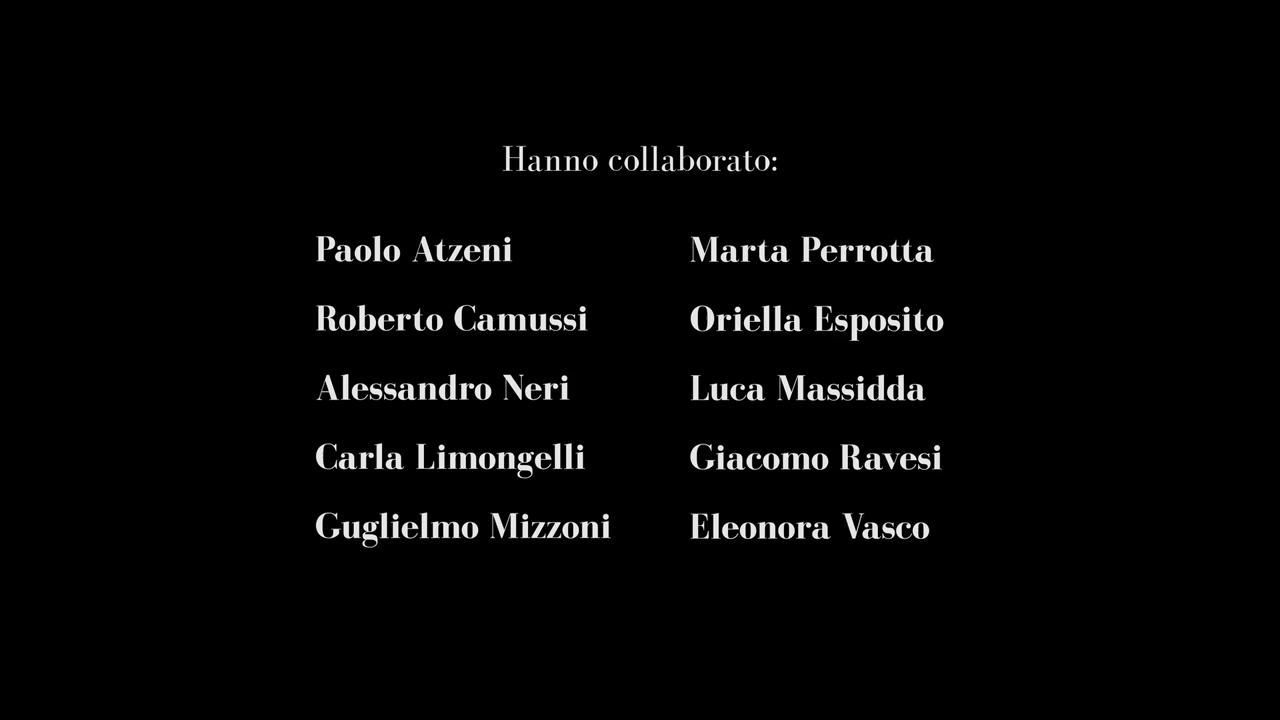 Hanno collaborato:
Paolo Atzeni
Roberto Camussi
Alessandro Neri
Carla Limongelli
Guglielmo Mizzoni
Marta Perrotta
Oriella Esposito
Luca Massidda
Giacomo Ravesi
Eleonora Vasco